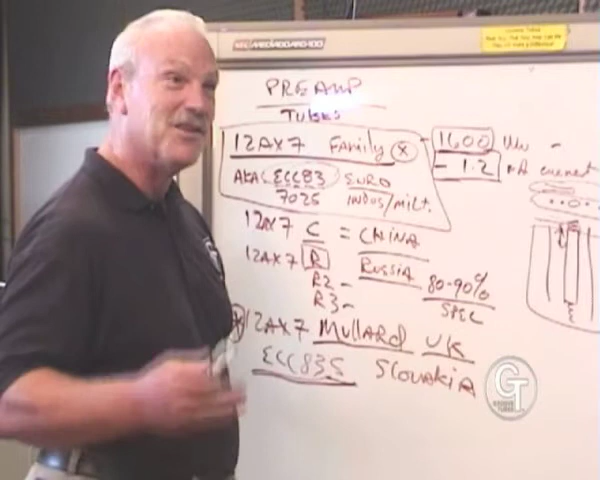 PREAMP
TUBES
12AX7 Family X 1600
AKA ECC83 EURO - 1.2 MA current
7025 INDUS/MILT.
12AX7 C = CHINA
12AX7 R RUSSIA 80-90%
R2- SPEC
R3-
12AX7 MULLARD UK
ECC83S SLOVAKIA
GT